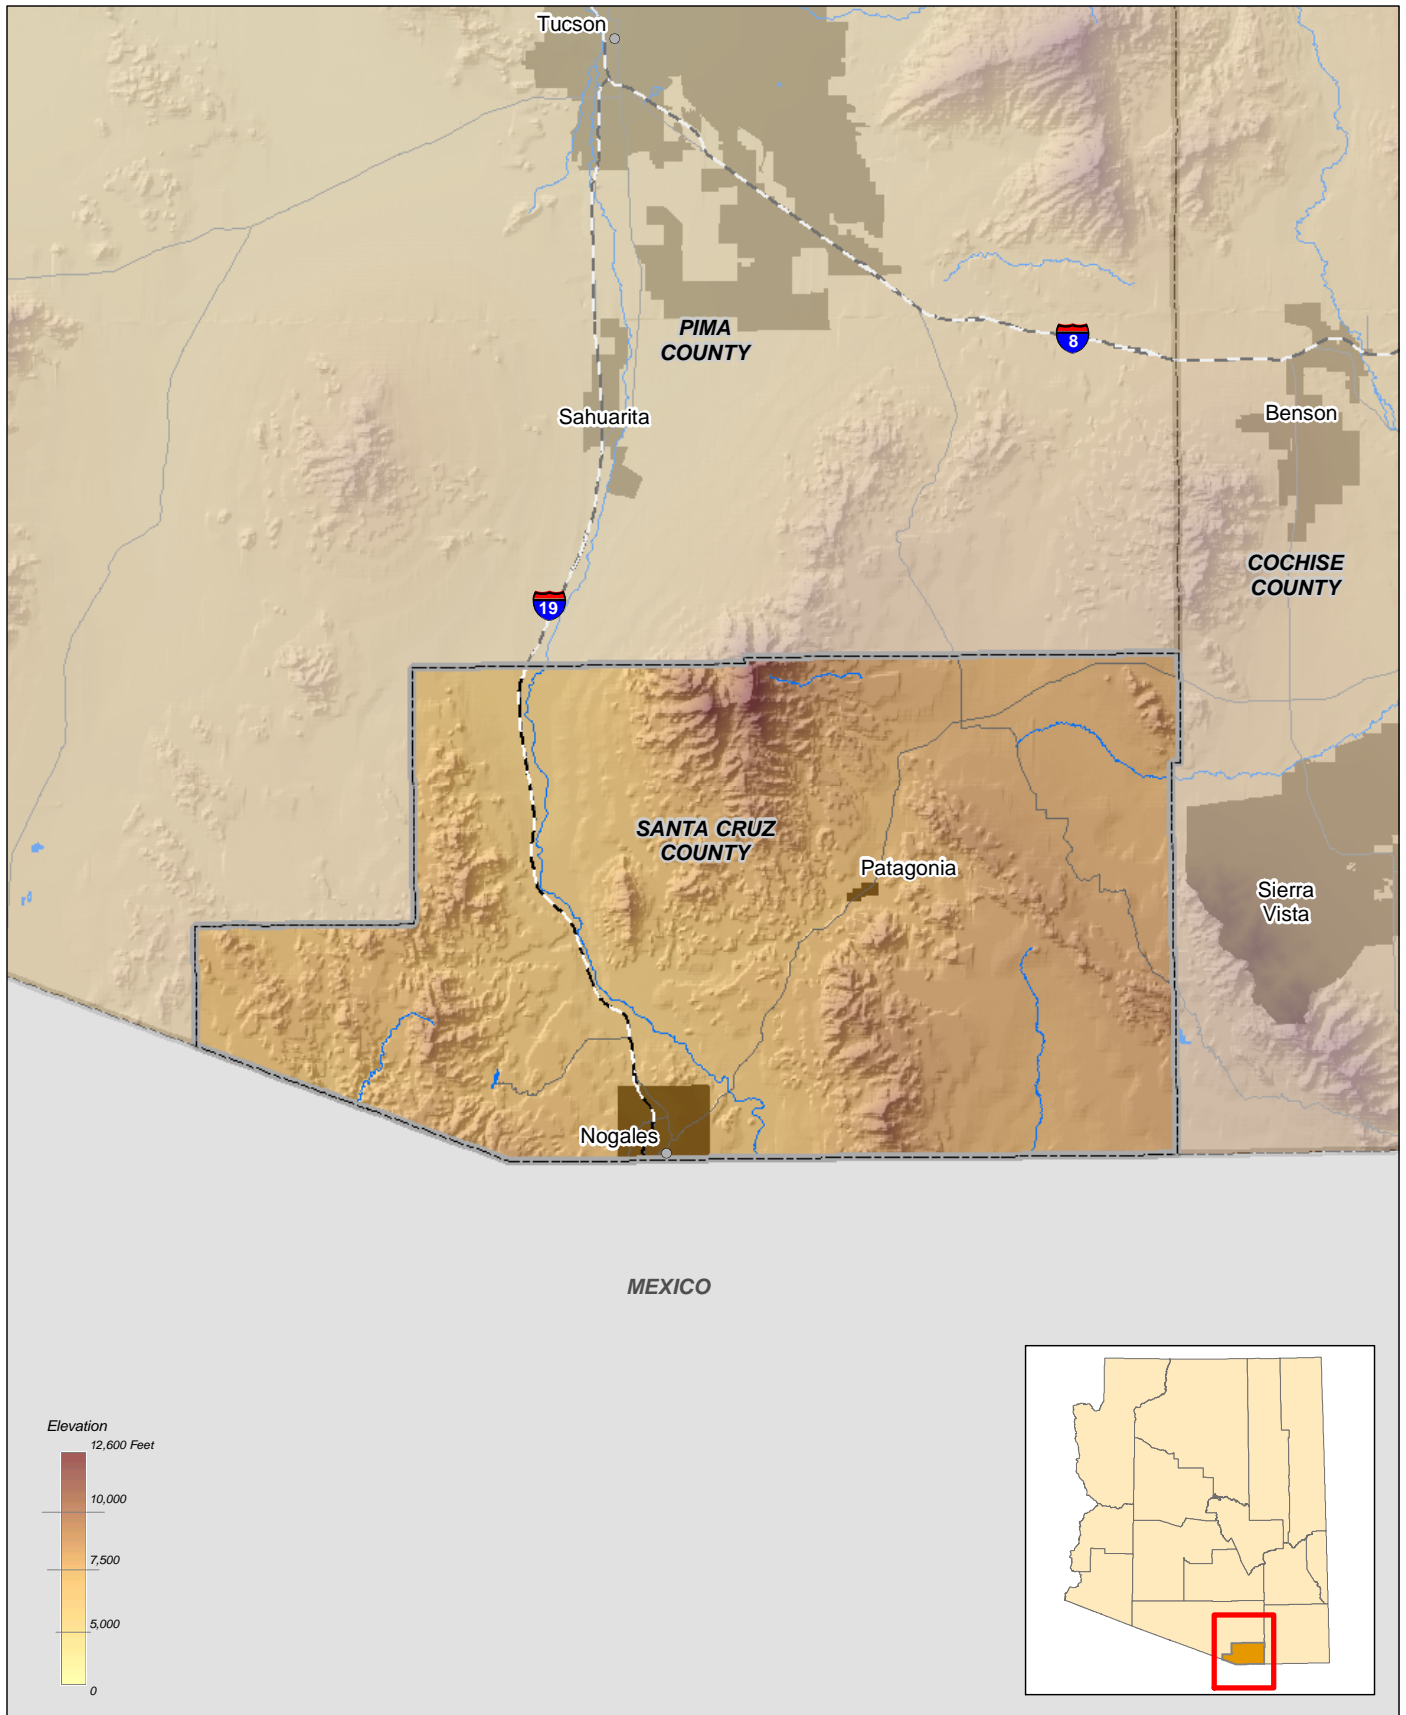 Tucson
PIMA
COUNTY
8
Sahuarita
Benson
COCHISE
COUNTY
19
SANTA CRUZ
COUNTY
Patagonia
Sierra
Vista
Nogales
MEXICO
Elevation
12,600 Feet
10,000
7,500
5,000
0